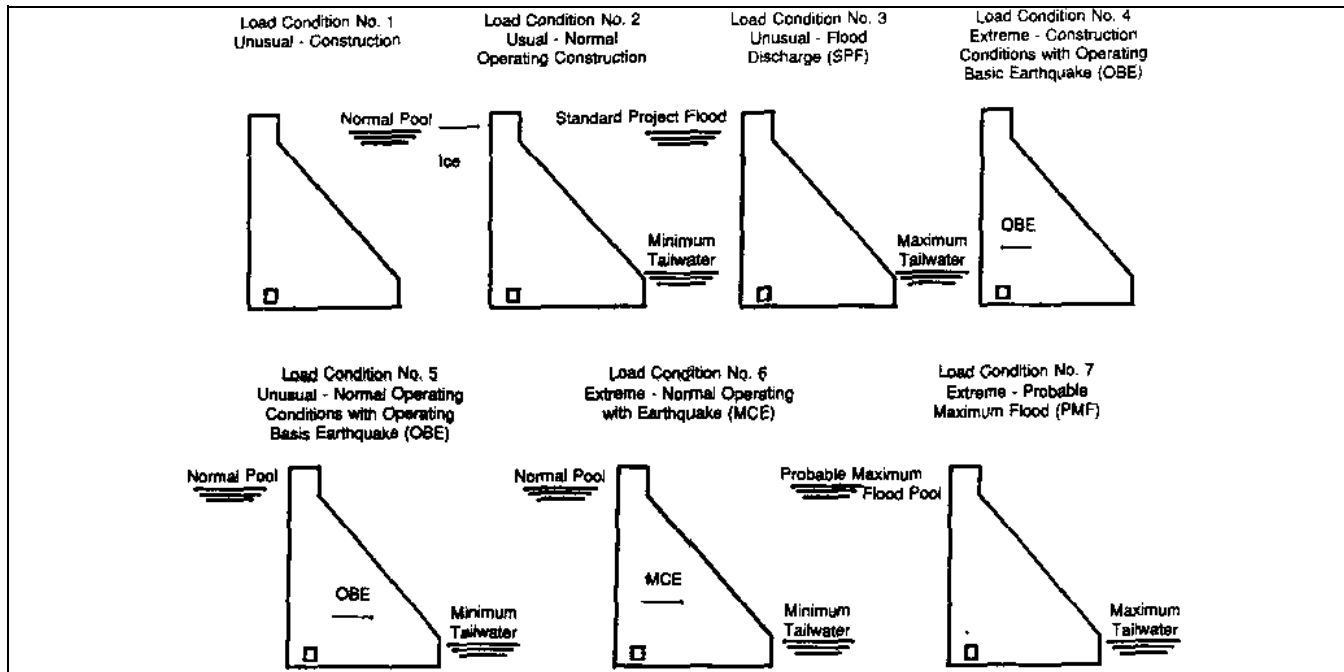 Load Condition No. 1
Unusual - Construction
Load Condition No. 2
Usual - Normal
Operating Construction
Load Condition No. 3
Unusual - Flood
Discharge (SPF)
Load Condition No. 4
Extreme - Construction
Conditions with Operating
Basic Earthquake (OBE)
Normal Pool
Ice
Minimum
Tailwater
Standard Project Flood
Maximum
Tailwater
OBE
Load Condition No. 5
Unusual - Normal Operating
Conditions with Operating
Basis Earthquake (OBE)
Load Condition No. 6
Extreme - Normal Operating
with Earthquake (MCE)
Load Condition No. 7
Extreme - Probable
Maximum Flood (PMF)
Normal Pool
OBE
Minimum
Tailwater
Normal Pool
MCE
Minimum
Tailwater
Probable Maximum
Flood Pool
Maximum
Tailwater